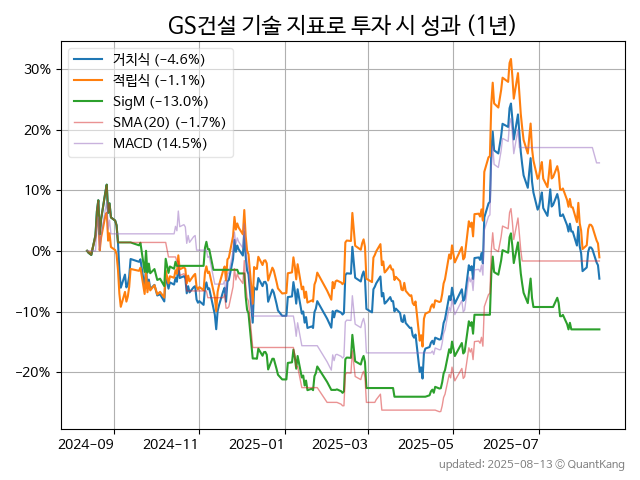 GS건설 기술 지표로 투자 시 성과 (1년)
거치식 (−4.6%)
적립식 (−1.1%)
SigM (−13.0%)
SMA(20) (−1.7%)
MACD (14.5%)
30%
20%
10%
0%
−10%
−20%
2024-09
2024-11
2025-01
2025-03
2025-05
2025-07
updated: 2025-08-13 © QuantKang